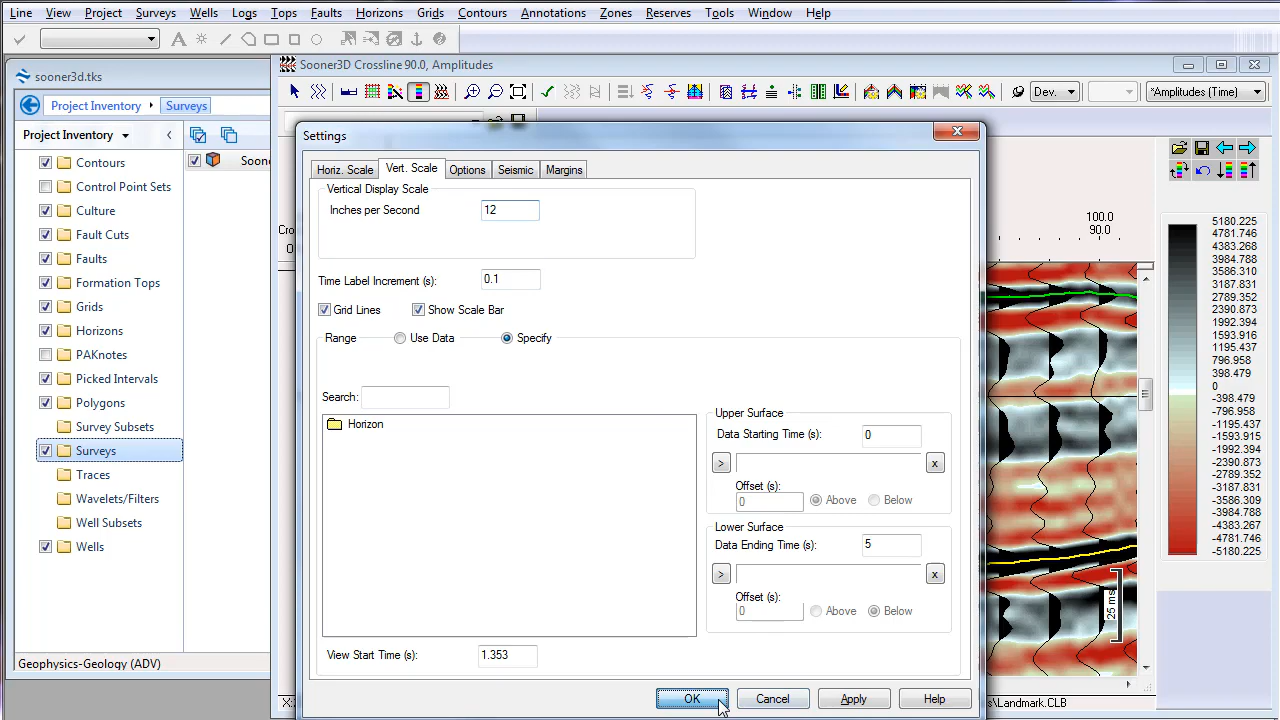 Line Project Surveys Wells Logs Tops Faults Horizons Grids Contours Annotations Zones Reserves Tools Window Help
sooner3d.tks
Sooner3D Crossline 90.0, Amplitudes
Dev.
*Amplitudes (Time)
Project Inventory
Surveys
Project Inventory
Contours
Control Point Sets
Culture
Fault Cuts
Faults
Formation Tops
Grids
Horizons
PAKnotes
Picked Intervals
Polygons
Survey Subsets
Surveys
Traces
Wavelets/Filters
Well Subsets
Wells
Geophysics-Geology (ADV)
Soone
Settings
Horiz. Scale
Vert. Scale
Options
Seismic
Margins
Vertical Display Scale
Inches per Second 12
Time Label Increment (s): 0.1
Grid Lines
Show Scale Bar
Range
Use Data
Specify
Search:
Horizon
Upper Surface
Data Starting Time (s): 0
>
x
Offset (s):
0
Above
Below
Lower Surface
Data Ending Time (s): 5
>
x
Offset (s):
0
Above
Below
View Start Time (s): 1.353
OK
Cancel
Apply
Help
Cro
0
X:
100.0
90.0
25 ms
5180.225
4781.746
4383.268
3984.788
3586.310
3187.831
2789.352
2390.873
1992.394
1593.915
1195.437
796.958
398.479
0
-398.479
-796.958
-1195.437
-1593.915
-1992.394
-2390.873
-2789.352
-3187.831
-3586.309
-3984.788
-4383.267
-4781.746
-5180.225
s\Landmark.CLB